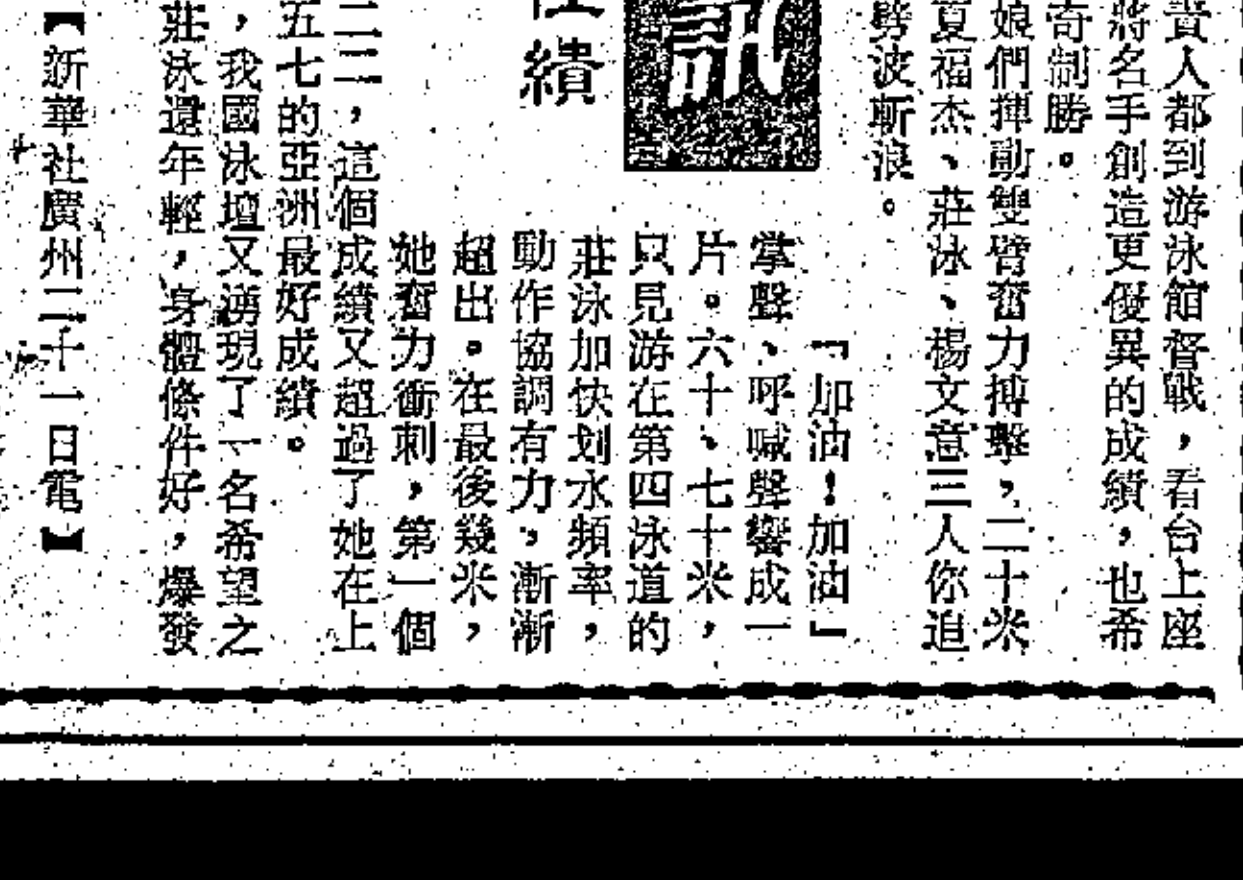 責人都到游泳館督戰，看台上座
將名手創造更優異的成績，也希
奇制勝。
娘們揮動雙臂奮力搏擊，二十米
夏福杰、莊泳、楊文意三人你追
劈波斬浪。
「加油！加油」
掌聲、呼喊聲響成一
片。六十、七十米，
只見游在第四泳道的
莊泳加快划水頻率，
動作協調有力，漸漸
超出。在最後幾米，
她奮力衝刺，第一個
訊
績
二二，這個成績又超過了她在上
五七的亞洲最好成績。
，我國泳壇又湧現了一名希望之
莊泳還年輕，身體條件好，爆發
【新華社廣州二十一日電】